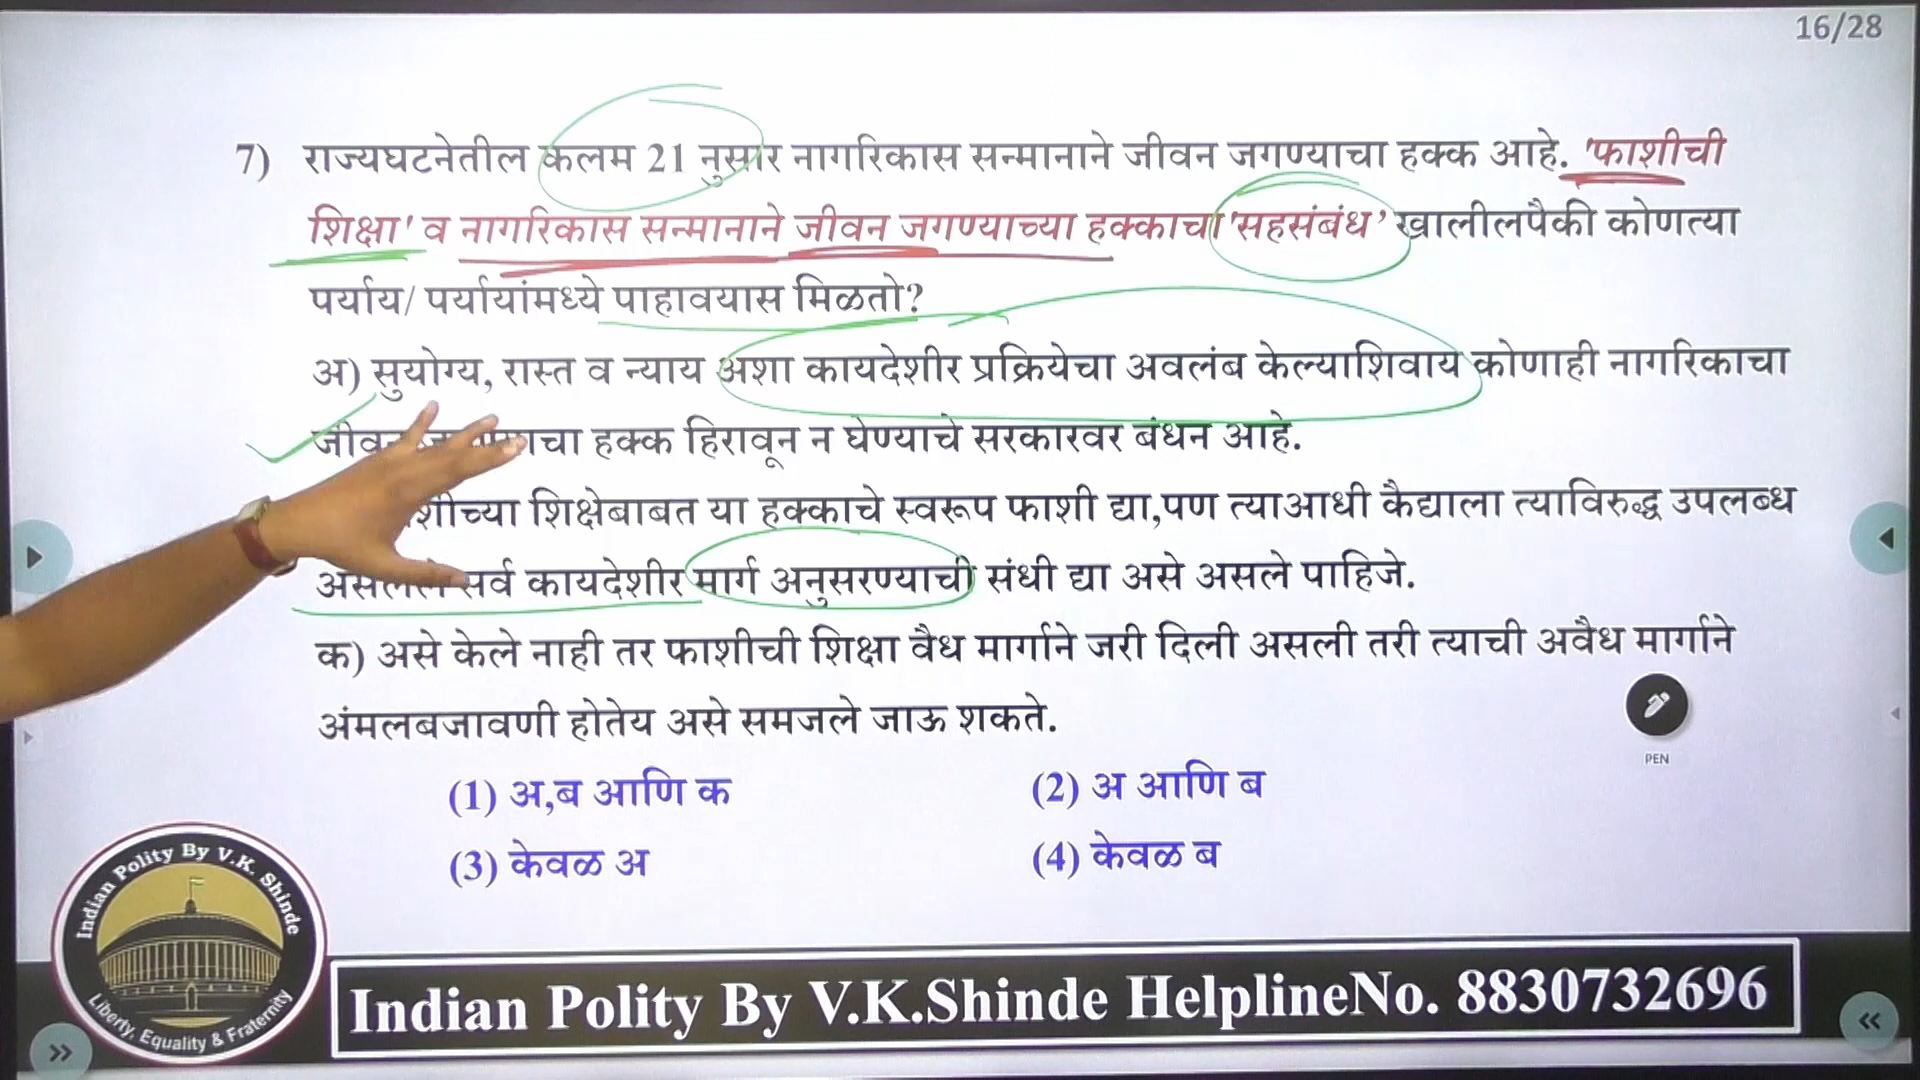 16/28
7) राज्यघटनेतील कलम 21 नुसार नागरिकास सन्मानाने जीवन जगण्याचा हक्क आहे. 'फाशीची
शिक्षा' व नागरिकास सन्मानाने जीवन जगण्याच्या हक्काचा 'सहसंबंध' खालीलपैकी कोणत्या
पर्याय/ पर्यायांमध्ये पाहावयास मिळतो?
अ) सुयोग्य, रास्त व न्याय अशा कायदेशीर प्रक्रियेचा अवलंब केल्याशिवाय कोणाही नागरिकाचा
हक्क हिरावून न घेण्याचे सरकारवर बंधन आहे.
शिक्षेबाबत या हक्काचे स्वरूप फाशी द्या,पण त्याआधी कैद्याला त्याविरुद्ध उपलब्ध
सर्व कायदेशीर मार्ग अनुसरण्याची संधी द्या असे असले पाहिजे.
क) असे केले नाही तर फाशीची शिक्षा वैध मार्गाने जरी दिली असली तरी त्याची अवैध मार्गाने
अंमलबजावणी होतेय असे समजले जाऊ शकते.
(1) अ,ब आणि क (2) अ आणि ब
(3) केवळ अ (4) केवळ ब
PEN
Indian Polity By V.K. Shinde
Liberty, Equality & Fraternity
Indian Polity By V.K.Shinde HelplineNo. 8830732696